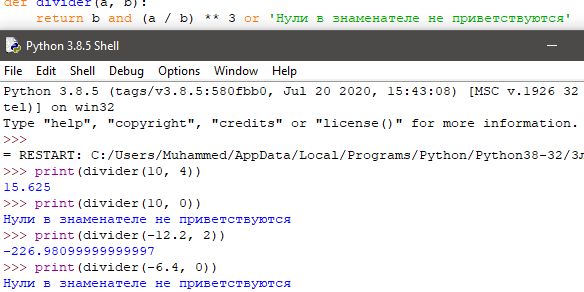 def divider(a, b):
    return b and (a / b) ** 3 or 'Нули в знаменателе не приветствуются'
Python 3.8.5 Shell
File Edit Shell Debug Options Window Help
Python 3.8.5 (tags/v3.8.5:580fbb0, Jul 20 2020, 15:43:08) [MSC v.1926 32
tel)] on win32
Type "help", "copyright", "credits" or "license()" for more information.
>>>
= RESTART: C:/Users/Muhammed/AppData/Local/Programs/Python/Python38-32/Зл
>>> print(divider(10, 4))
15.625
>>> print(divider(10, 0))
Нули в знаменателе не приветствуются
>>> print(divider(-12.2, 2))
-226.98099999999997
>>> print(divider(-6.4, 0))
Нули в знаменателе не приветствуются